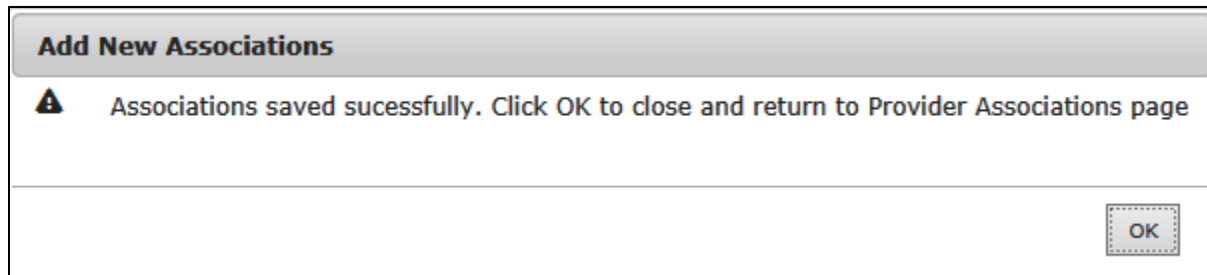 Add New Associations
Associations saved sucessfully. Click OK to close and return to Provider Associations page
OK